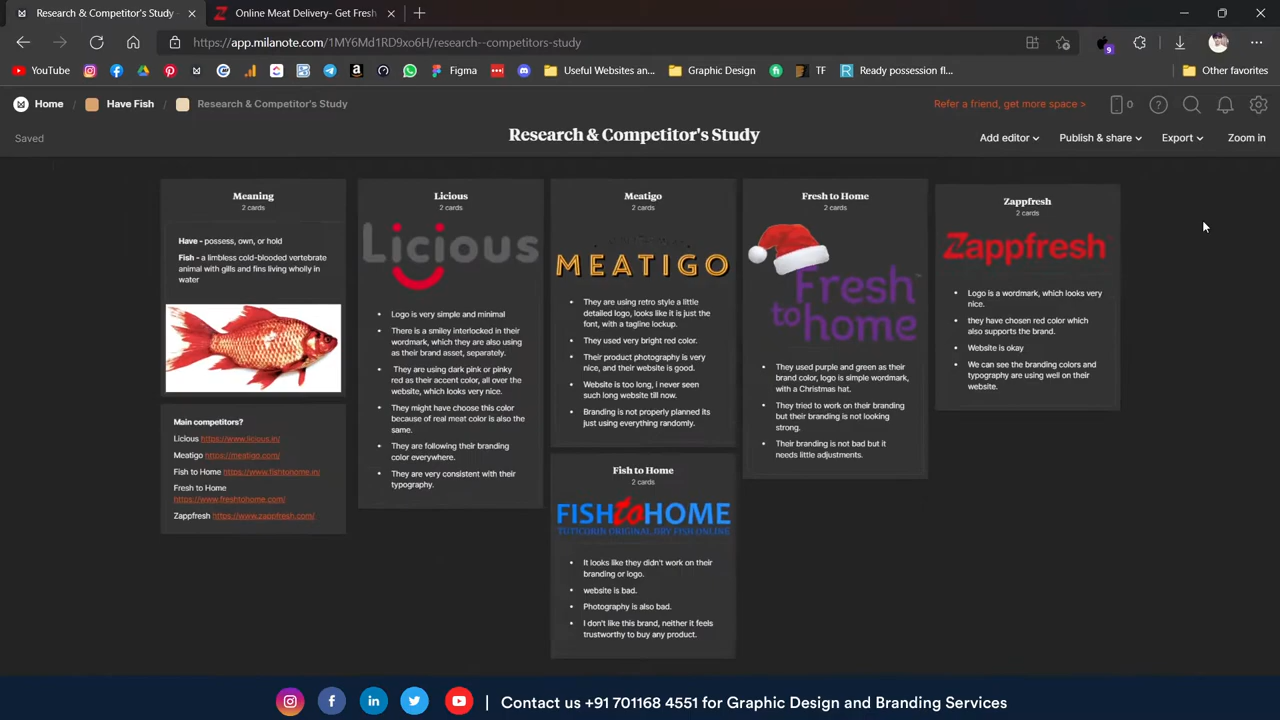 Research & Competitor's Study
Online Meat Delivery- Get Fresh
https://app.milanote.com/1MY6Md1RD9xo6H/research--competitors-study
9
YouTube
Figma
Useful Websites an...
Graphic Design
TF
Ready possession fl...
Other favorites
Home / Have Fish / Research & Competitor's Study
Refer a friend, get more space >
0
Saved
Research & Competitor's Study
Add editor
Publish & share
Export
Zoom in
Meaning
2 cards
Have - possess, own, or hold
Fish - a limbless cold-blooded vertebrate
animal with gills and fins living wholly in
water
Main competitors?
Licious https://www.licious.in/
Meatigo https://meatigo.com/
Fish to Home https://www.fishtohome.in/
Fresh to Home
https://www.freshtohome.com/
Zappfresh https://www.zappfresh.com/
Licious
2 cards
Licious
Logo is very simple and minimal
There is a smiley interlocked in their
wordmark, which they are also using
as their brand asset, separately.
They are using dark pink or pinky
red as their accent color, all over the
website, which looks very nice.
They might have choose this color
because of real meat color is also the
same.
They are following their branding
color everywhere.
They are very consistent with their
typography.
Meatigo
2 cards
MEATIGO
They are using retro style a little
detailed logo, looks like it is just the
font, with a tagline lockup.
They used very bright red color.
Their product photography is very
nice, and their website is good.
Website is too long, i never seen
such long website till now.
Branding is not properly planned its
just using everything randomly.
Fish to Home
2 cards
FISHtoHOME
TUTICORIN ORIGINAL DRY FISH ONLINE
It looks like they didn't work on their
branding or logo.
website is bad.
Photography is also bad.
I don't like this brand, neither it feels
trustworthy to buy any product.
Fresh to Home
2 cards
Fresh
to home
They used purple and green as their
brand color, logo is simple wordmark,
with a Christmas hat.
They tried to work on their branding
but their branding is not looking
strong.
Their branding is not bad but it
needs little adjustments.
Zappfresh
2 cards
Zappfresh
Logo is a wordmark, which looks very
nice.
they have chosen red color which
also supports the brand.
Website is okay
We can see the branding colors and
typography are using well on their
website.
| Contact us +91 701168 4551 for Graphic Design and Branding Services